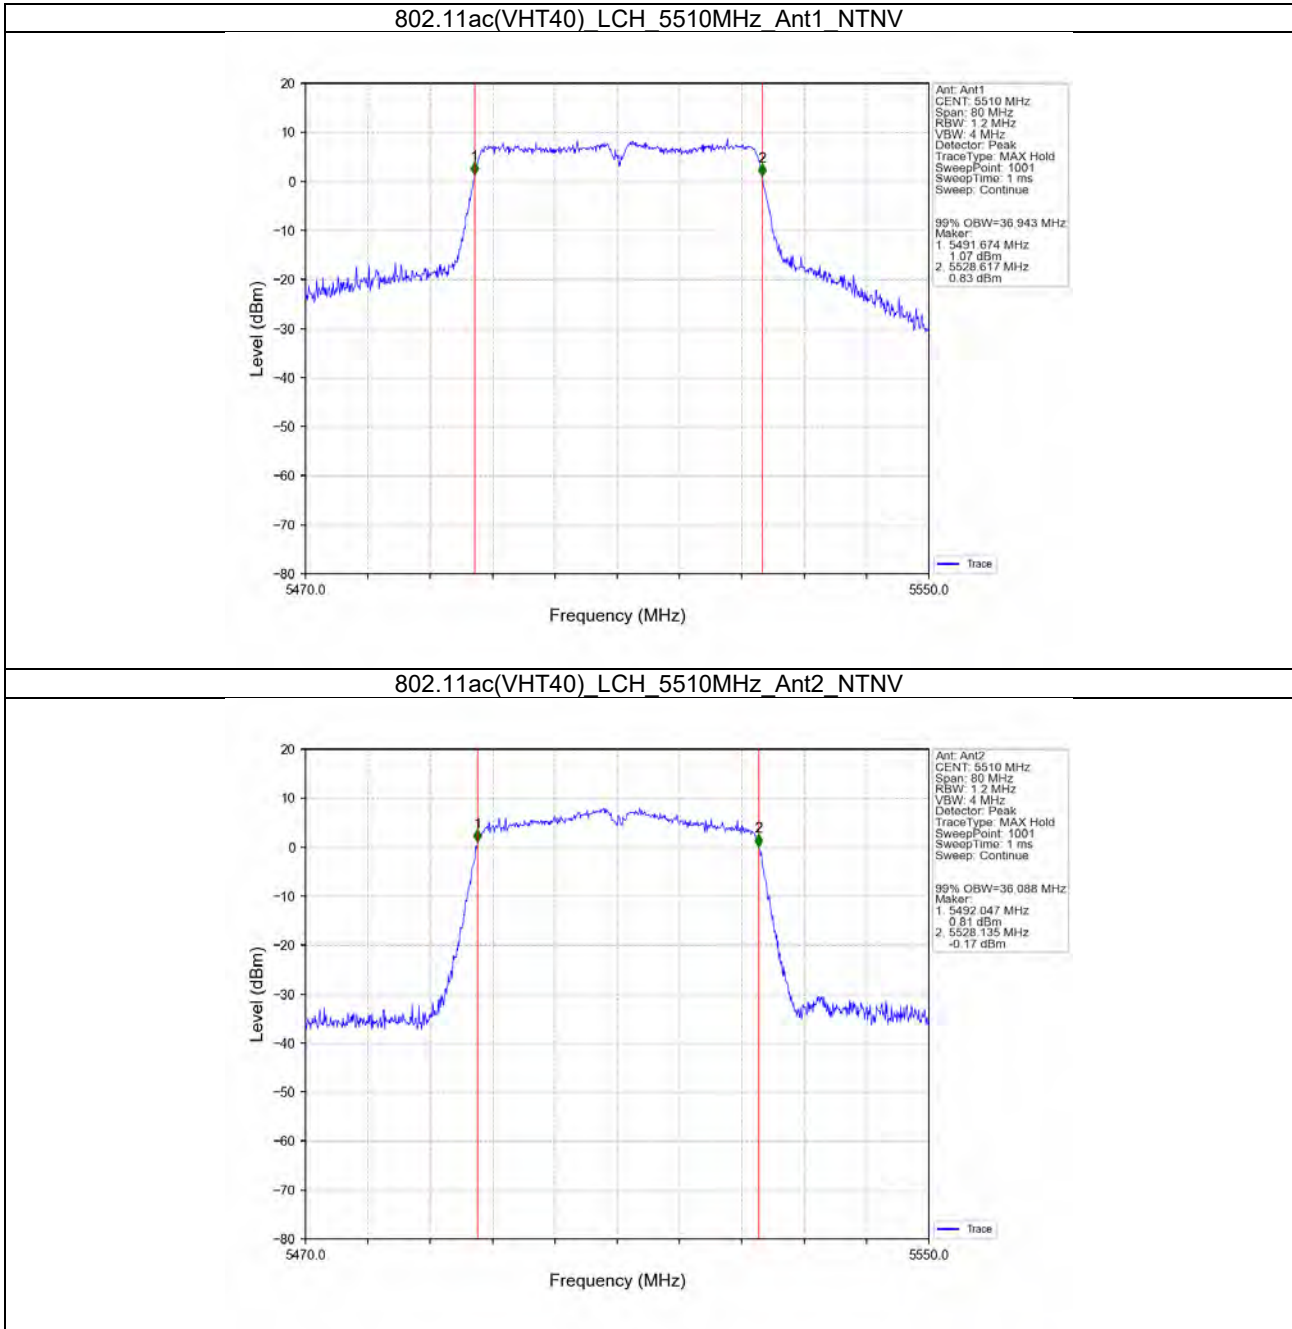 802.11ac(VHT40)_LCH_5510MHz_Ant1_NTNV
20
10
0
−10
−20
−30
−40
−50
−60
−70
−80
Level (dBm)
1
2
5470.0
5550.0
Frequency (MHz)
Ant: Ant1
CENT: 5510 MHz
Span: 80 MHz
RBW: 1.2 MHz
VBW: 4 MHz
Detector: Peak
TraceType: MAX Hold
SweepPoint: 1001
SweepTime: 1 ms
Sweep: Continue
99% OBW=36.943 MHz
Maker:
1. 5491.674 MHz
1.07 dBm
2. 5528.617 MHz
0.83 dBm
Trace
802.11ac(VHT40)_LCH_5510MHz_Ant2_NTNV
20
10
0
−10
−20
−30
−40
−50
−60
−70
−80
Level (dBm)
1
2
5470.0
5550.0
Frequency (MHz)
Ant: Ant2
CENT: 5510 MHz
Span: 80 MHz
RBW: 1.2 MHz
VBW: 4 MHz
Detector: Peak
TraceType: MAX Hold
SweepPoint: 1001
SweepTime: 1 ms
Sweep: Continue
99% OBW=36.088 MHz
Maker:
1. 5492.047 MHz
0.81 dBm
2. 5528.135 MHz
-0.17 dBm
Trace